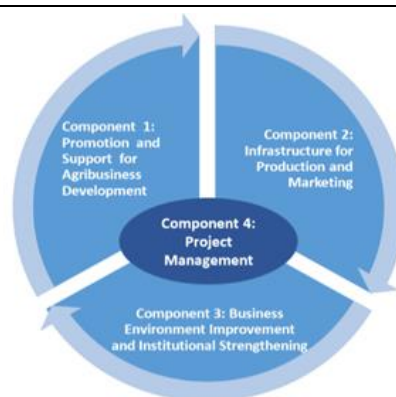 Component 1:
Promotion and
Support for
Agribusiness
Development
Component 2:
Infrastructure for
Production and
Marketing
Component 4:
Project
Management
Component 3: Business
Environment Improvement
and Institutional Strengthening